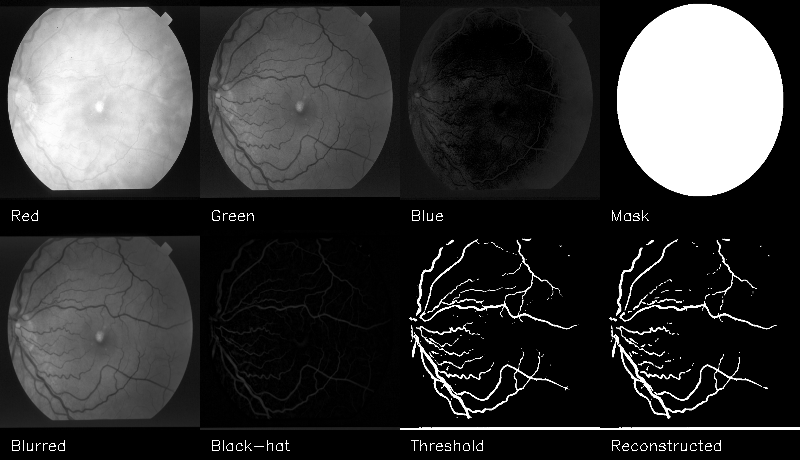 Red
Green
Blue
Mask
Blurred
Black-hat
Threshold
Reconstructed